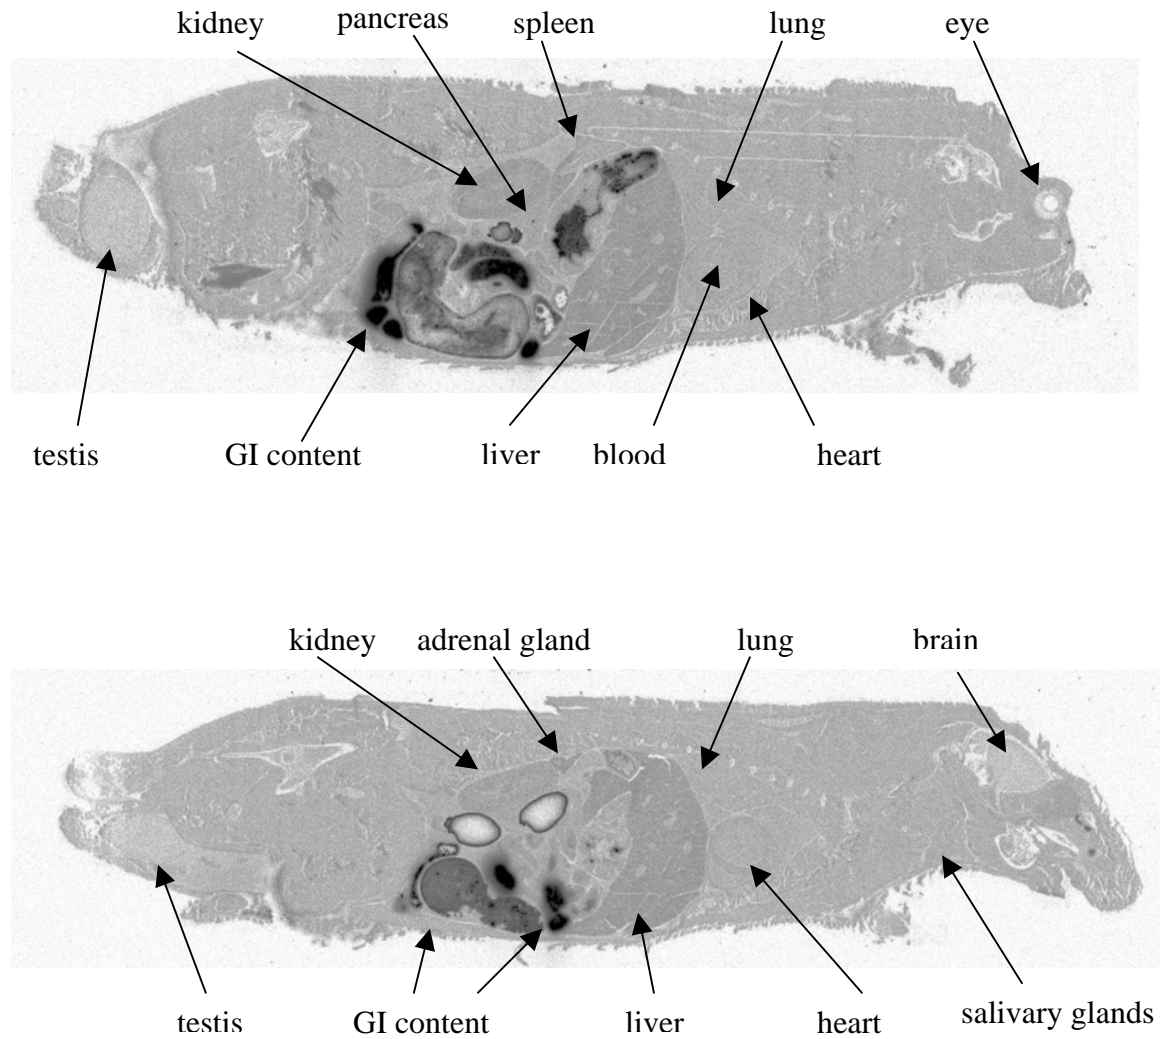 kidney pancreas spleen lung eye
testis GI content liver blood heart
kidney adrenal gland lung brain
testis GI content liver heart salivary glands